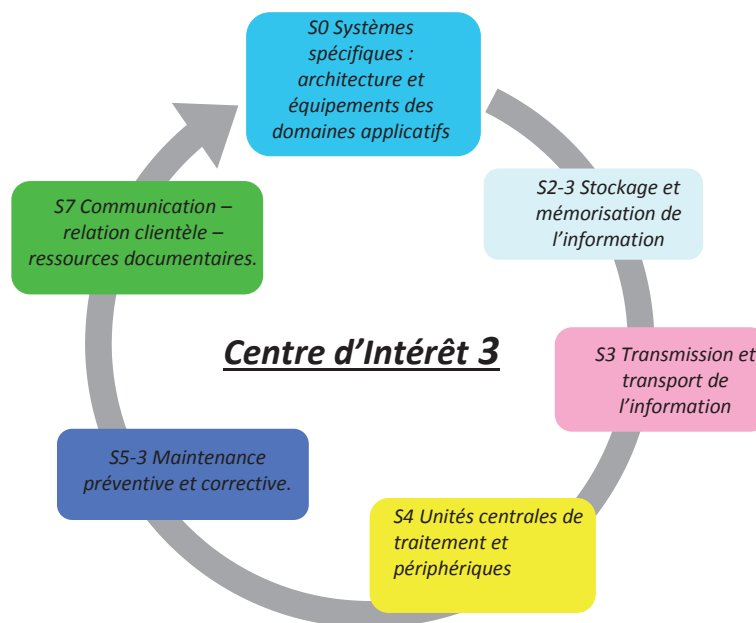 S0 Systèmes
spécifiques :
architecture et
équipements des
domaines applicatifs
S2-3 Stockage et
mémorisation de
l’information
S3 Transmission et
transport de
l’information
S4 Unités centrales de
traitement et
périphériques
S5-3 Maintenance
préventive et corrective.
S7 Communication –
relation clientèle –
ressources documentaires.
Centre d’Intérêt 3